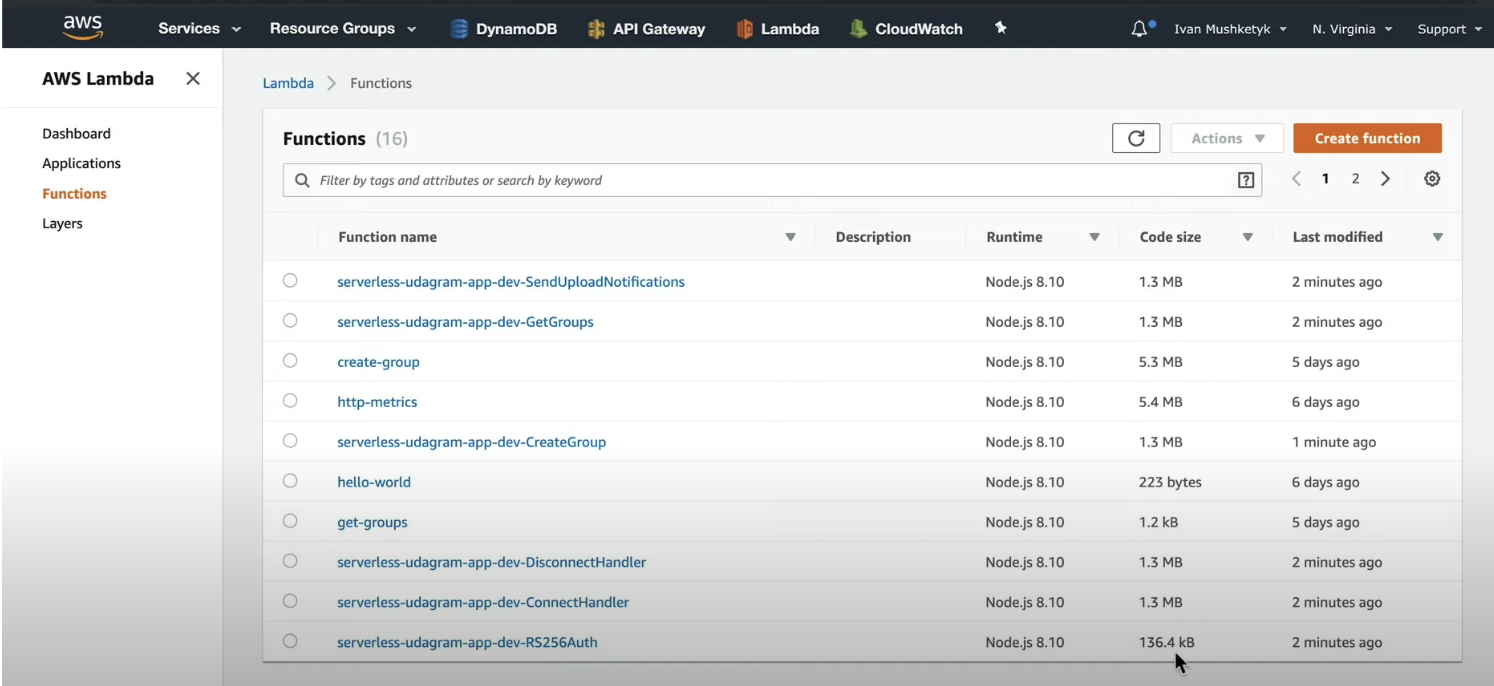 aws Services Resource Groups DynamoDB API Gateway Lambda CloudWatch Ivan Mushketyk N. Virginia Support
AWS Lambda
Dashboard
Applications
Functions
Layers
Lambda Functions
Functions (16) Actions Create function
Filter by tags and attributes or search by keyword ? 1 2
Function name Description Runtime Code size Last modified
serverless-udagram-app-dev-SendUploadNotifications Node.js 8.10 1.3 MB 2 minutes ago
serverless-udagram-app-dev-GetGroups Node.js 8.10 1.3 MB 2 minutes ago
create-group Node.js 8.10 5.3 MB 5 days ago
http-metrics Node.js 8.10 5.4 MB 6 days ago
serverless-udagram-app-dev-CreateGroup Node.js 8.10 1.3 MB 1 minute ago
hello-world Node.js 8.10 223 bytes 6 days ago
get-groups Node.js 8.10 1.2 kB 5 days ago
serverless-udagram-app-dev-DisconnectHandler Node.js 8.10 1.3 MB 2 minutes ago
serverless-udagram-app-dev-ConnectHandler Node.js 8.10 1.3 MB 2 minutes ago
serverless-udagram-app-dev-RS256Auth Node.js 8.10 136.4 kB 2 minutes ago